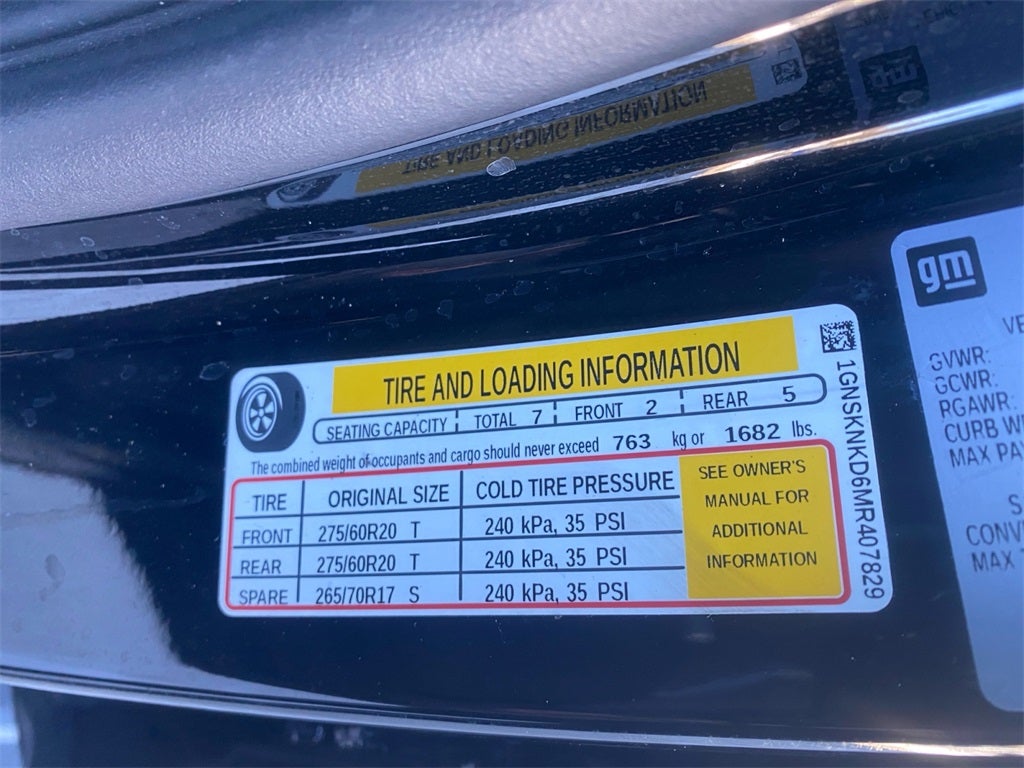 TIRE AND LOADING INFORMATION
gm
TIRE AND LOADING INFORMATION
SEATING CAPACITY TOTAL 7 FRONT 2 REAR 5
The combined weight of occupants and cargo should never exceed 763 kg or 1682 lbs.
TIRE ORIGINAL SIZE COLD TIRE PRESSURE
FRONT 275/60R20 T 240 kPa, 35 PSI
REAR 275/60R20 T 240 kPa, 35 PSI
SPARE 265/70R17 S 240 kPa, 35 PSI
SEE OWNER'S
MANUAL FOR
ADDITIONAL
INFORMATION
1GNSKNKD6MR407829
gm
GVWR:
GCWR:
RGAWR:
CURB
MAX
MAX